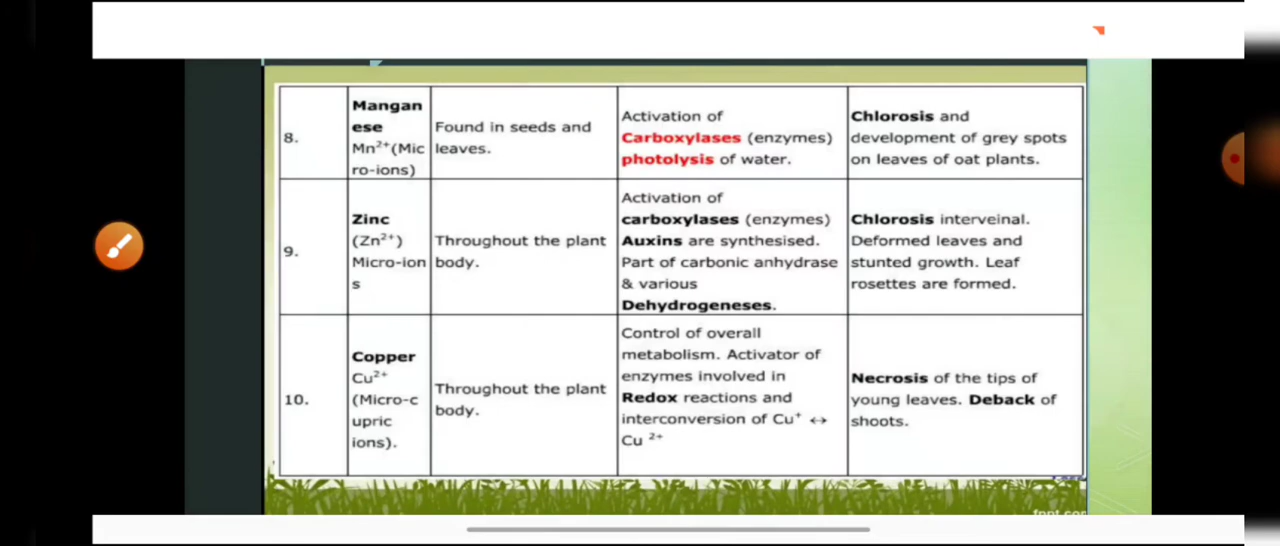 8.
Mangan
ese
Mn²⁺(Mic
ro-ions)
Found in seeds and
leaves.
Activation of
Carboxylases (enzymes)
photolysis of water.
Chlorosis and
development of grey spots
on leaves of oat plants.
9.
Zinc
(Zn²⁺)
Micro-ion
s
Throughout the plant
body.
Activation of
carboxylases (enzymes)
Auxins are synthesised.
Part of carbonic anhydrase
& various
Dehydrogeneses.
Chlorosis interveinal.
Deformed leaves and
stunted growth. Leaf
rosettes are formed.
10.
Copper
Cu²⁺
(Micro-c
upric
ions).
Throughout the plant
body.
Control of overall
metabolism. Activator of
enzymes involved in
Redox reactions and
interconversion of Cu⁺ ↔
Cu ²⁺
Necrosis of the tips of
young leaves. Deback of
shoots.